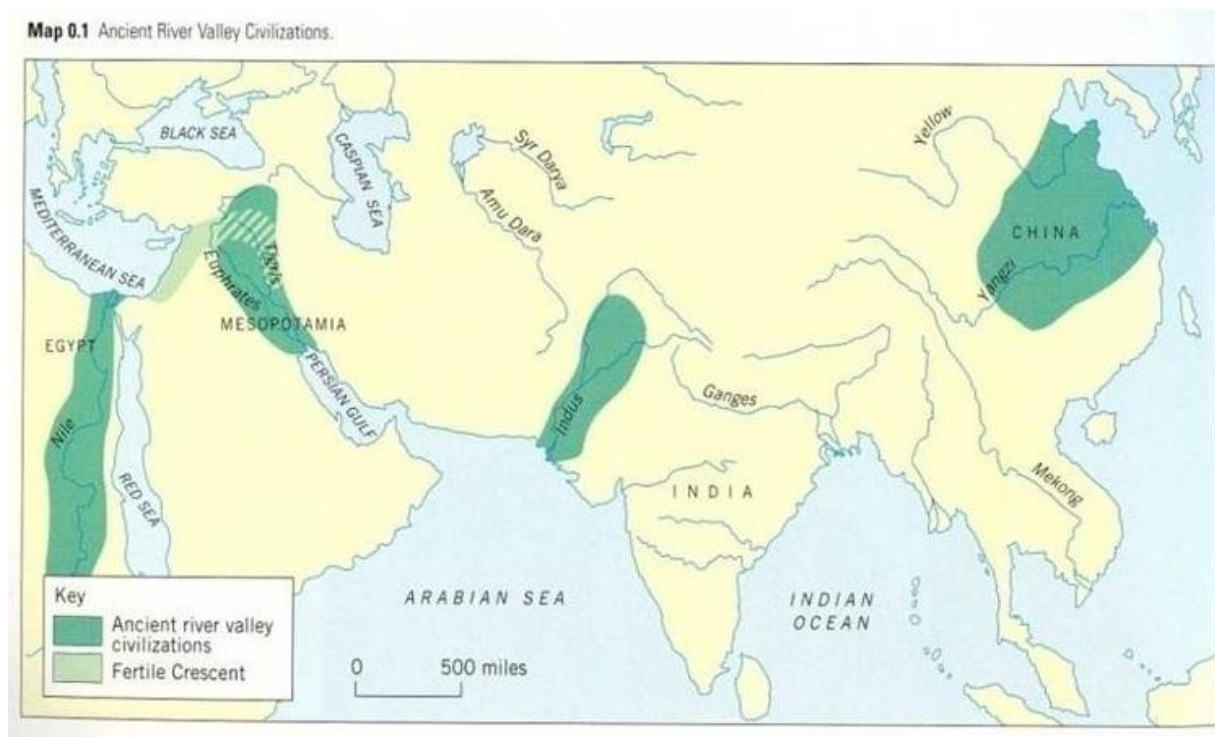 Map 0.1 Ancient River Valley Civilizations.
BLACK SEA
CASPIAN SEA
Syr Darya
Amu Dara
Yellow
MEDITERRANEAN SEA
CHINA
Yangzi
Tigris
Euphrates
MESOPOTAMIA
EGYPT
PERSIAN GULF
Nile
Indus
Ganges
RED SEA
INDIA
Mekong
ARABIAN SEA
INDIAN
OCEAN
Key
Ancient river valley
civilizations
Fertile Crescent
0 500 miles